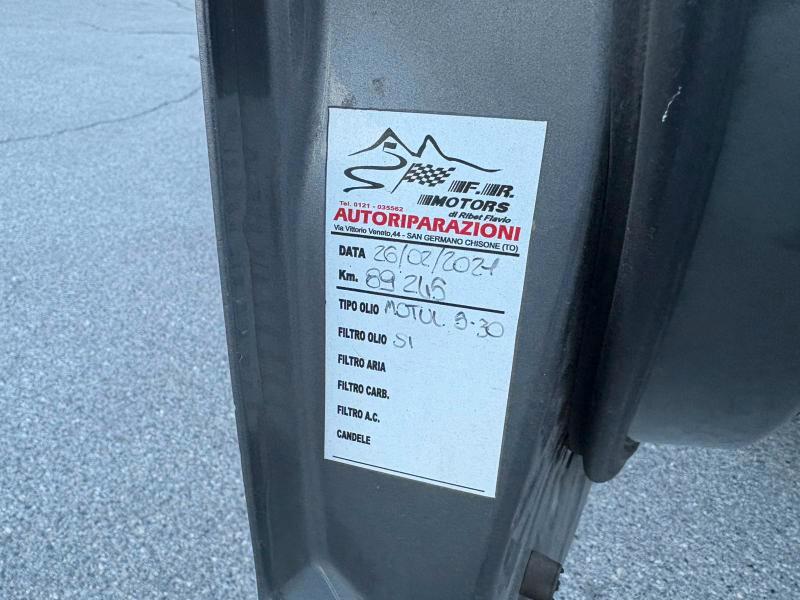 F. R.
MOTORS
di Ribet Flavio
Tel. 0121 - 035562
AUTORIPARAZIONI
Via Vittorio Veneto,44 - SAN GERMANO CHISONE (TO)
DATA 26/02/2021
Km. 89 245
TIPO OLIO MOTUL 5-30
FILTRO OLIO SI
FILTRO ARIA
FILTRO CARB.
FILTRO A.C.
CANDELE